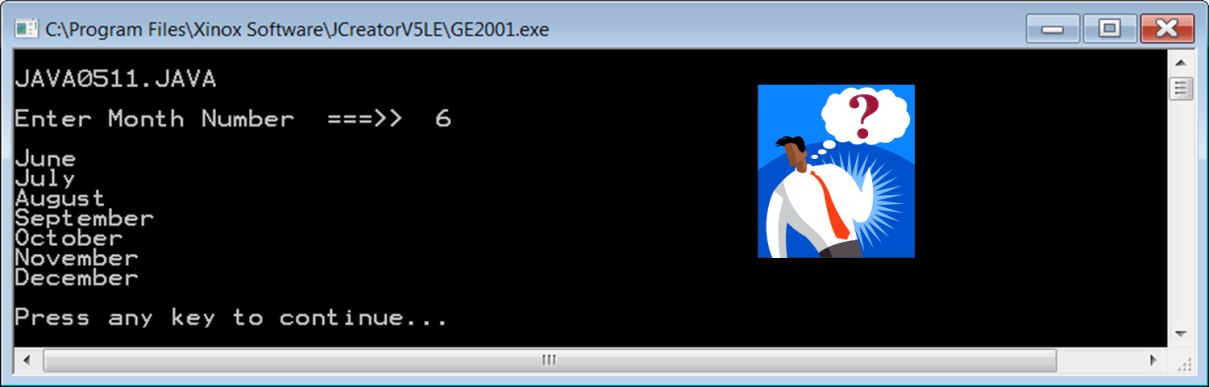 C:\Program Files\Xinox Software\JCreatorV5LE\GE2001.exe
JAVA0511.JAVA
Enter Month Number ===>> 6
?
June
July
August
September
October
November
December
Press any key to continue...